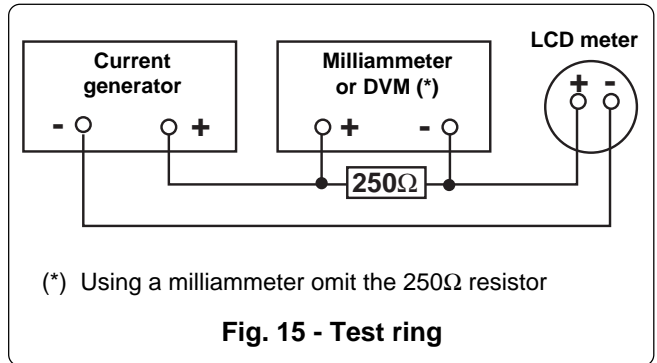 Current
generator
- +
Milliammeter
or DVM (*)
+ -
LCD meter
+ -
250Ω
(*) Using a milliammeter omit the 250Ω resistor
Fig. 15 - Test ring